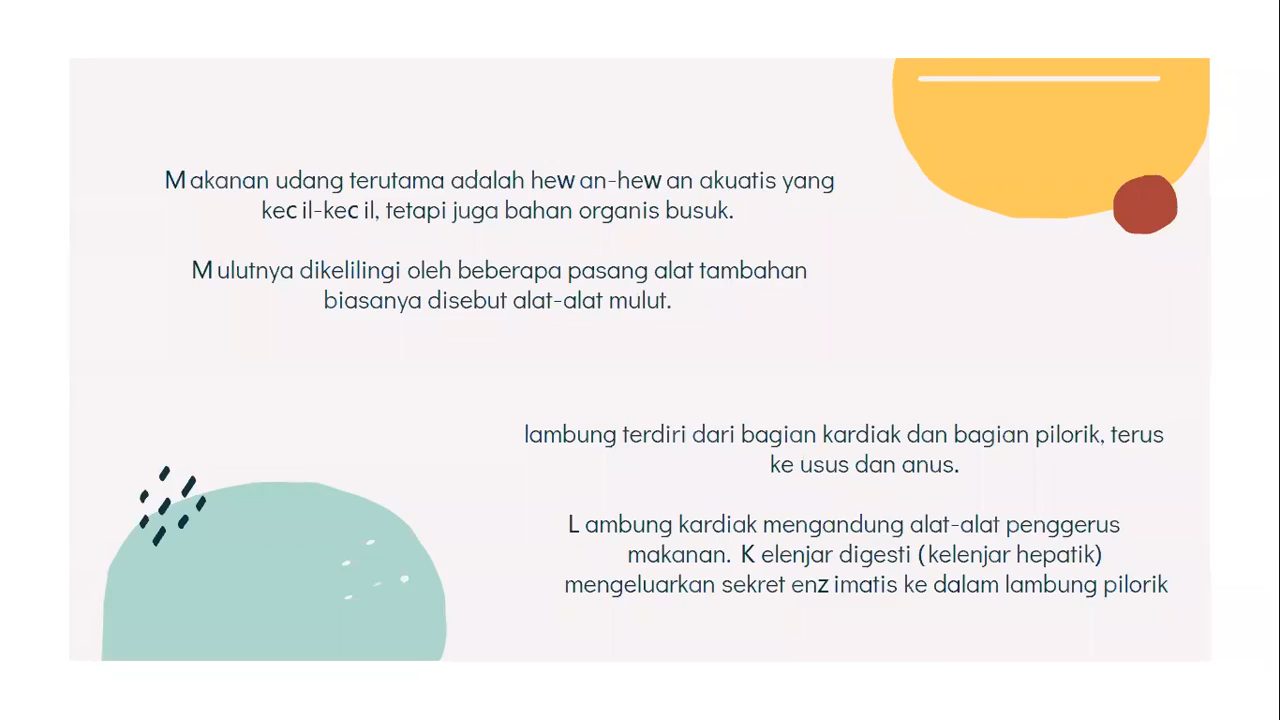 Makanan udang terutama adalah hewan-hewan akuatis yang
kecil-kecil, tetapi juga bahan organis busuk.
Mulutnya dikelilingi oleh beberapa pasang alat tambahan
biasanya disebut alat-alat mulut.
lambung terdiri dari bagian kardiak dan bagian pilorik, terus
ke usus dan anus.
Lambung kardiak mengandung alat-alat penggerus
makanan. Kelenjar digesti (kelenjar hepatik)
mengeluarkan sekret enzimatis ke dalam lambung pilorik